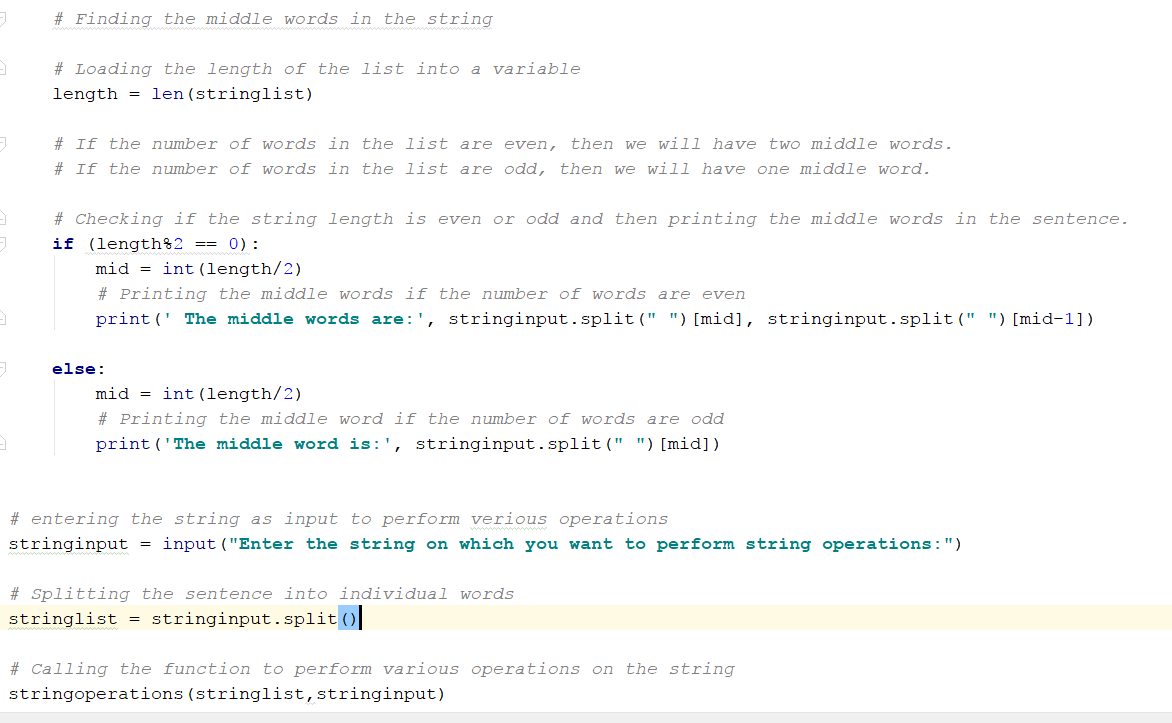 # Finding the middle words in the string
# Loading the length of the list into a variable
length = len(stringlist)
# If the number of words in the list are even, then we will have two middle words.
# If the number of words in the list are odd, then we will have one middle word.
# Checking if the string length is even or odd and then printing the middle words in the sentence.
if (length%2 == 0):
mid = int(length/2)
# Printing the middle words if the number of words are even
print(' The middle words are:', stringinput.split(" ")[mid], stringinput.split(" ")[mid-1])
else:
mid = int(length/2)
# Printing the middle word if the number of words are odd
print('The middle word is:', stringinput.split(" ")[mid])
# entering the string as input to perform verious operations
stringinput = input("Enter the string on which you want to perform string operations:")
# Splitting the sentence into individual words
stringlist = stringinput.split()
# Calling the function to perform various operations on the string
stringoperations(stringlist,stringinput)